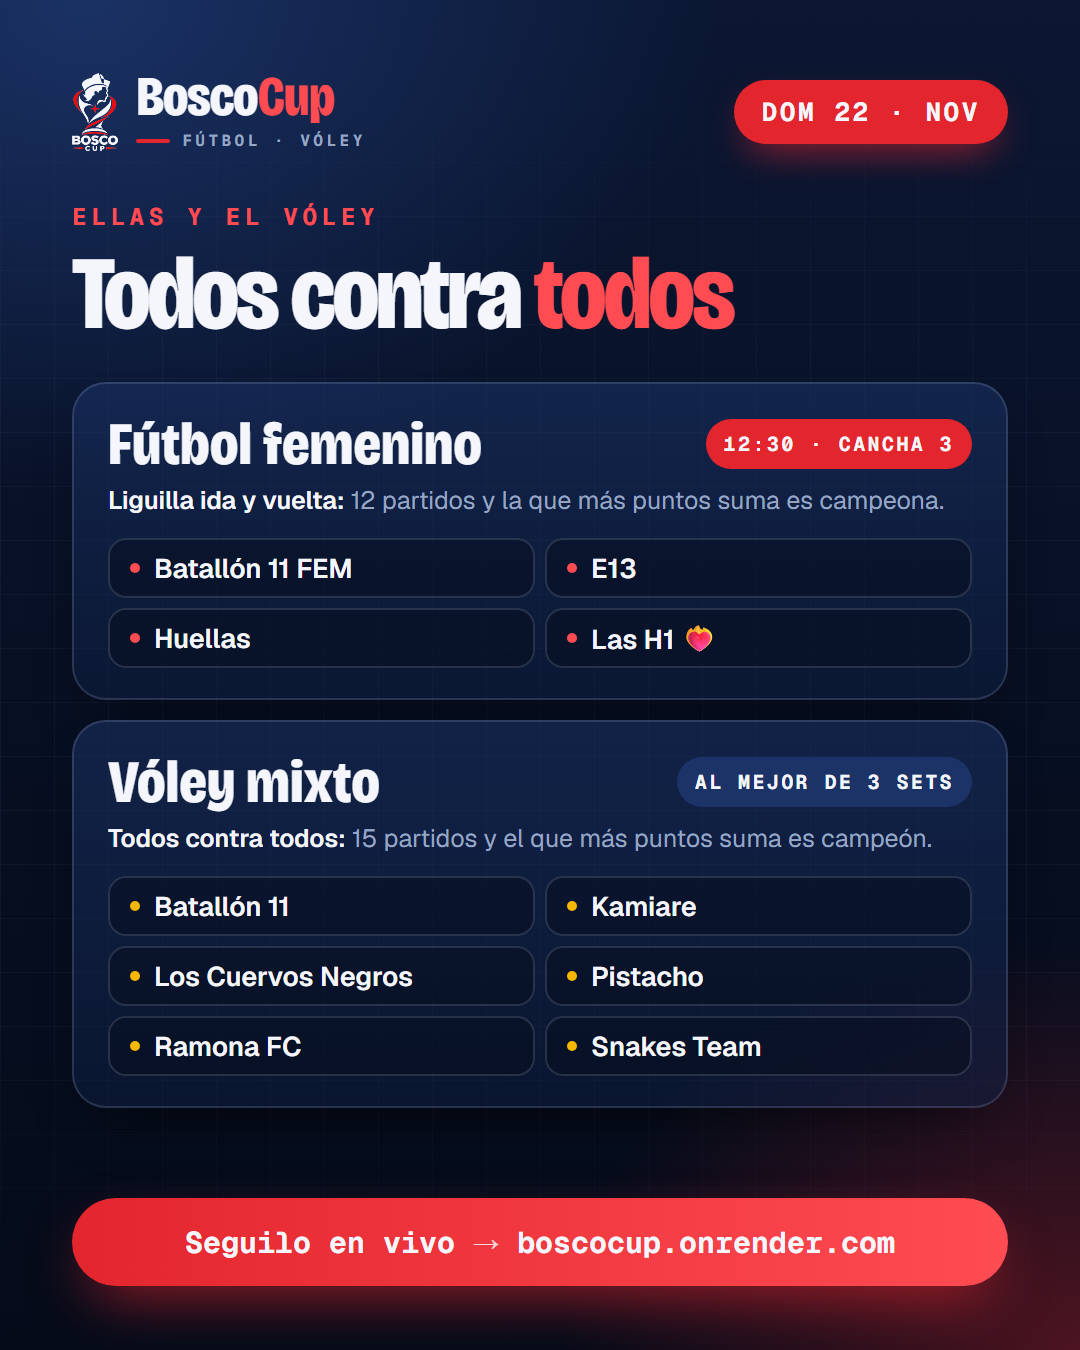 BOSCO
CUP
BoscoCup
FÚTBOL · VÓLEY
DOM 22 · NOV
ELLAS Y EL VÓLEY
Todos contra todos
Fútbol femenino
12:30 · CANCHA 3
Liguilla ida y vuelta: 12 partidos y la que más puntos suma es campeona.
Batallón 11 FEM
E13
Huellas
Las H1 ❤️‍🔥
Vóley mixto
AL MEJOR DE 3 SETS
Todos contra todos: 15 partidos y el que más puntos suma es campeón.
Batallón 11
Kamiare
Los Cuervos Negros
Pistacho
Ramona FC
Snakes Team
Seguilo en vivo → boscocup.onrender.com